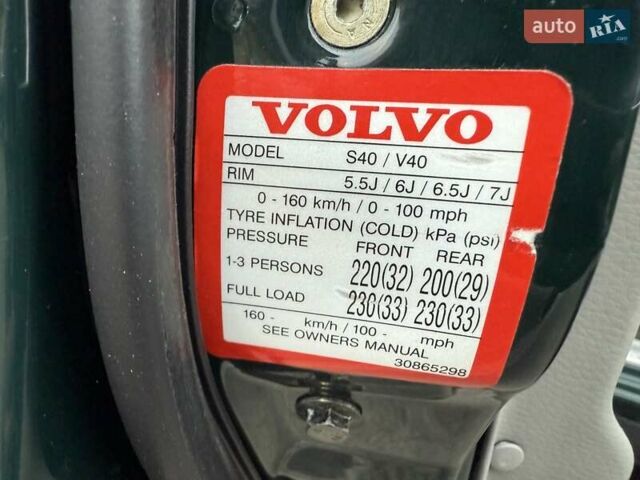 auto RIA .com
VOLVO
MODEL S40 / V40
RIM 5.5J / 6J / 6.5J / 7J
0 - 160 km/h / 0 - 100 mph
TYRE INFLATION (COLD) kPa (psi)
PRESSURE FRONT REAR
1-3 PERSONS 220(32) 200(29)
FULL LOAD 230(33) 230(33)
160 - km/h / 100 - mph
SEE OWNERS MANUAL
30865298